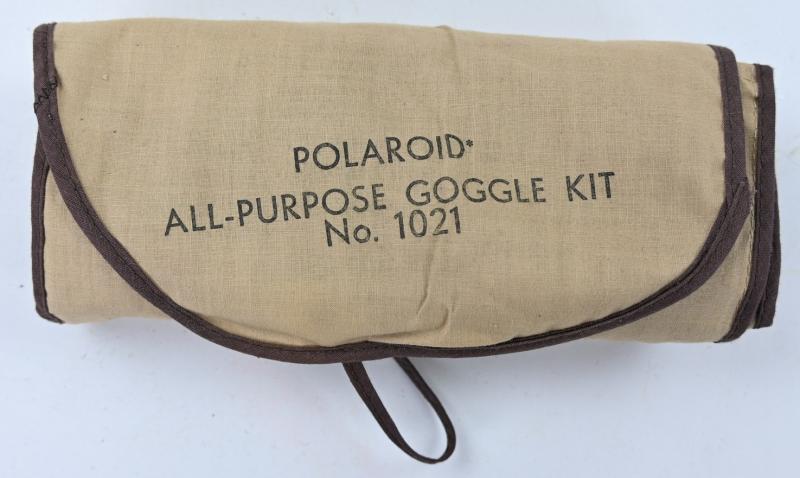 POLAROID*
ALL-PURPOSE GOGGLE KIT
No. 1021